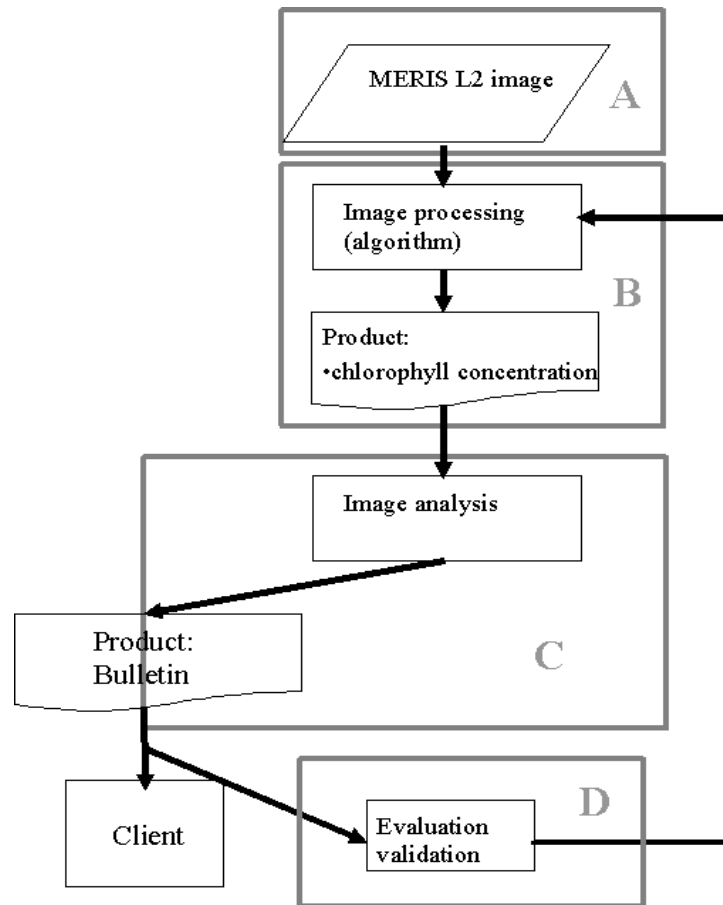 MERIS L2 image
A
Image processing
(algorithm)
B
Product:
•chlorophyll concentration
Image analysis
Product:
Bulletin
C
Client
D
Evaluation
validation